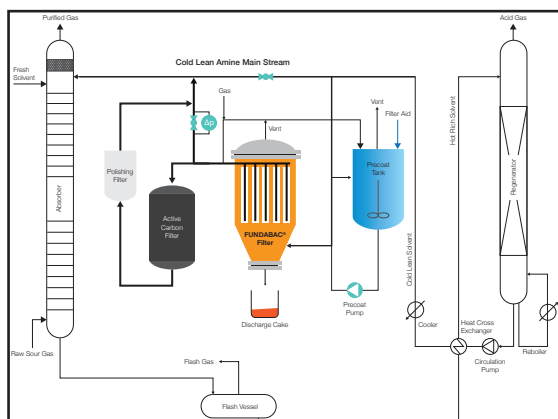 Purified Gas
Acid Gas
Cold Lean Amine Main Stream
Fresh
Solvent
Gas
Vent
Filter Aid
Δp
Vent
Polishing
Filter
Active
Carbon
Filter
FUNDABAC®
Filter
Precoat
Tank
Absorber
Hot Rich Solvent
Regenerator
Cold Lean Solvent
Discharge Cake
Precoat
Pump
Cooler
Heat Cross
Exchanger
Circulation
Pump
Reboiler
Raw Sour Gas
Flash Gas
Flash Vessel